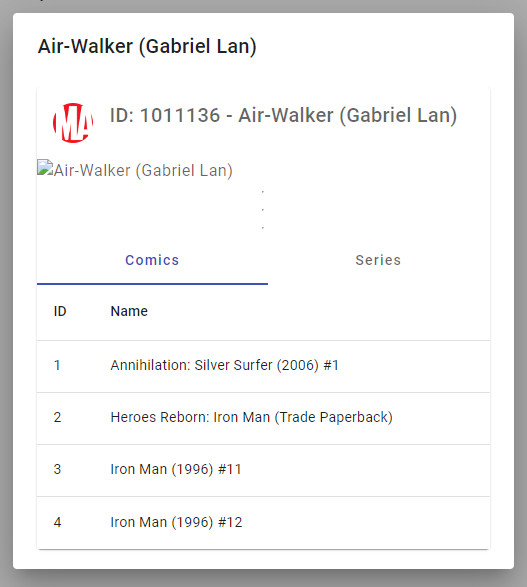 Air-Walker (Gabriel Lan)
MA
ID: 1011136 - Air-Walker (Gabriel Lan)
Air-Walker (Gabriel Lan)
.
.
.
Comics Series
ID Name
1 Annihilation: Silver Surfer (2006) #1
2 Heroes Reborn: Iron Man (Trade Paperback)
3 Iron Man (1996) #11
4 Iron Man (1996) #12